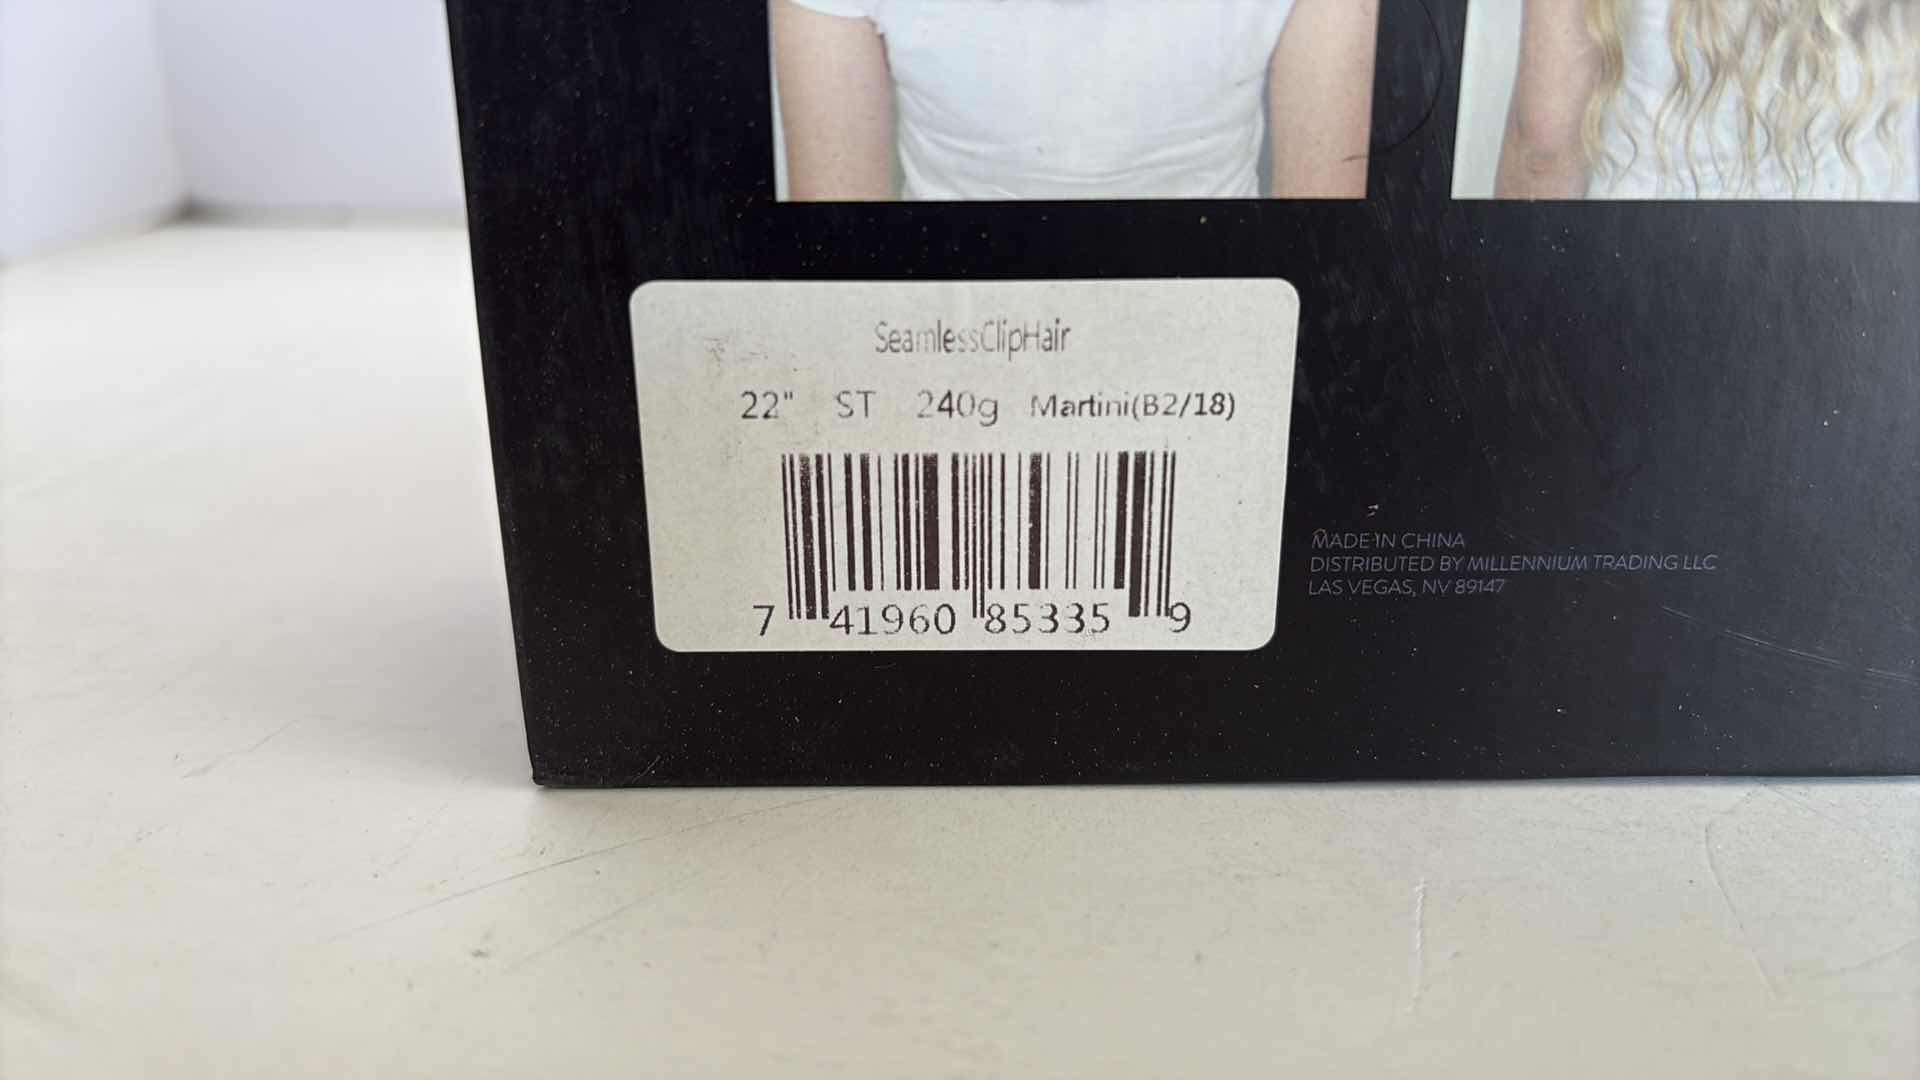 SeamlessClipHair
22" ST 240g Martini(B2/18)
7 41960 85335 9
MADE IN CHINA
DISTRIBUTED BY MILLENNIUM TRADING LLC
LAS VEGAS, NV 89147